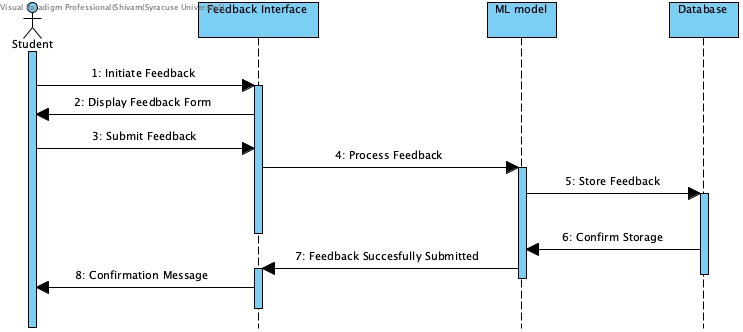 Visual Paradigm Professional(Shivam(Syracuse University))
Feedback Interface
ML model
Database
Student
1: Initiate Feedback
2: Display Feedback Form
3: Submit Feedback
4: Process Feedback
5: Store Feedback
6: Confirm Storage
7: Feedback Succesfully Submitted
8: Confirmation Message